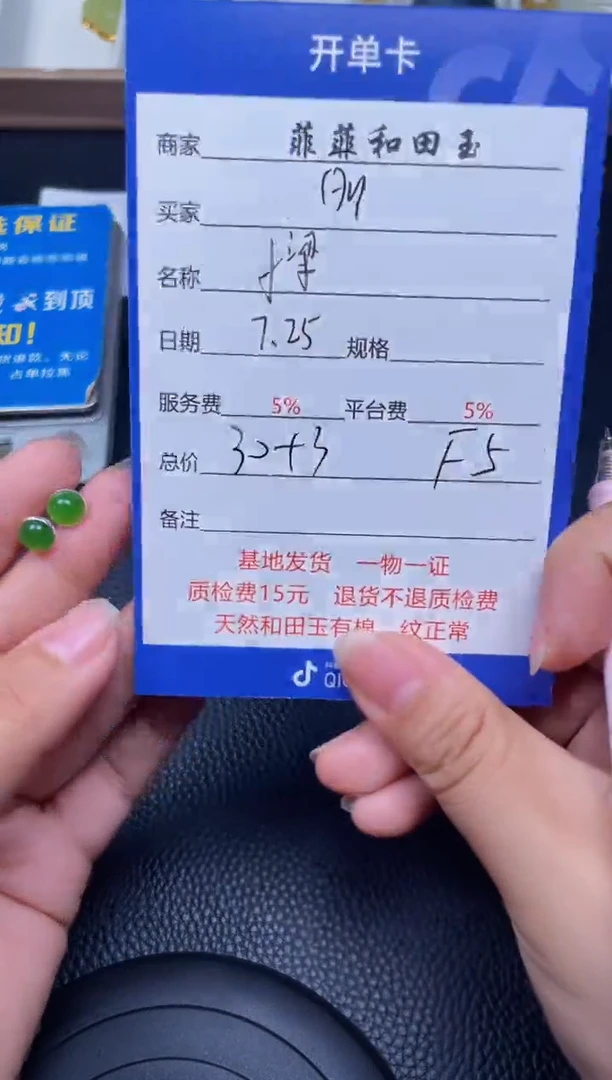 开单卡
商家 菲菲和田玉
买家
名称
日期 7.25 规格
服务费 5% 平台费 5%
总价 30+3 F5
备注
基地发货 一物一证
质检费15元 退货不退质检费
天然和田玉有棉 纹正常
保证
到顶
!
无论